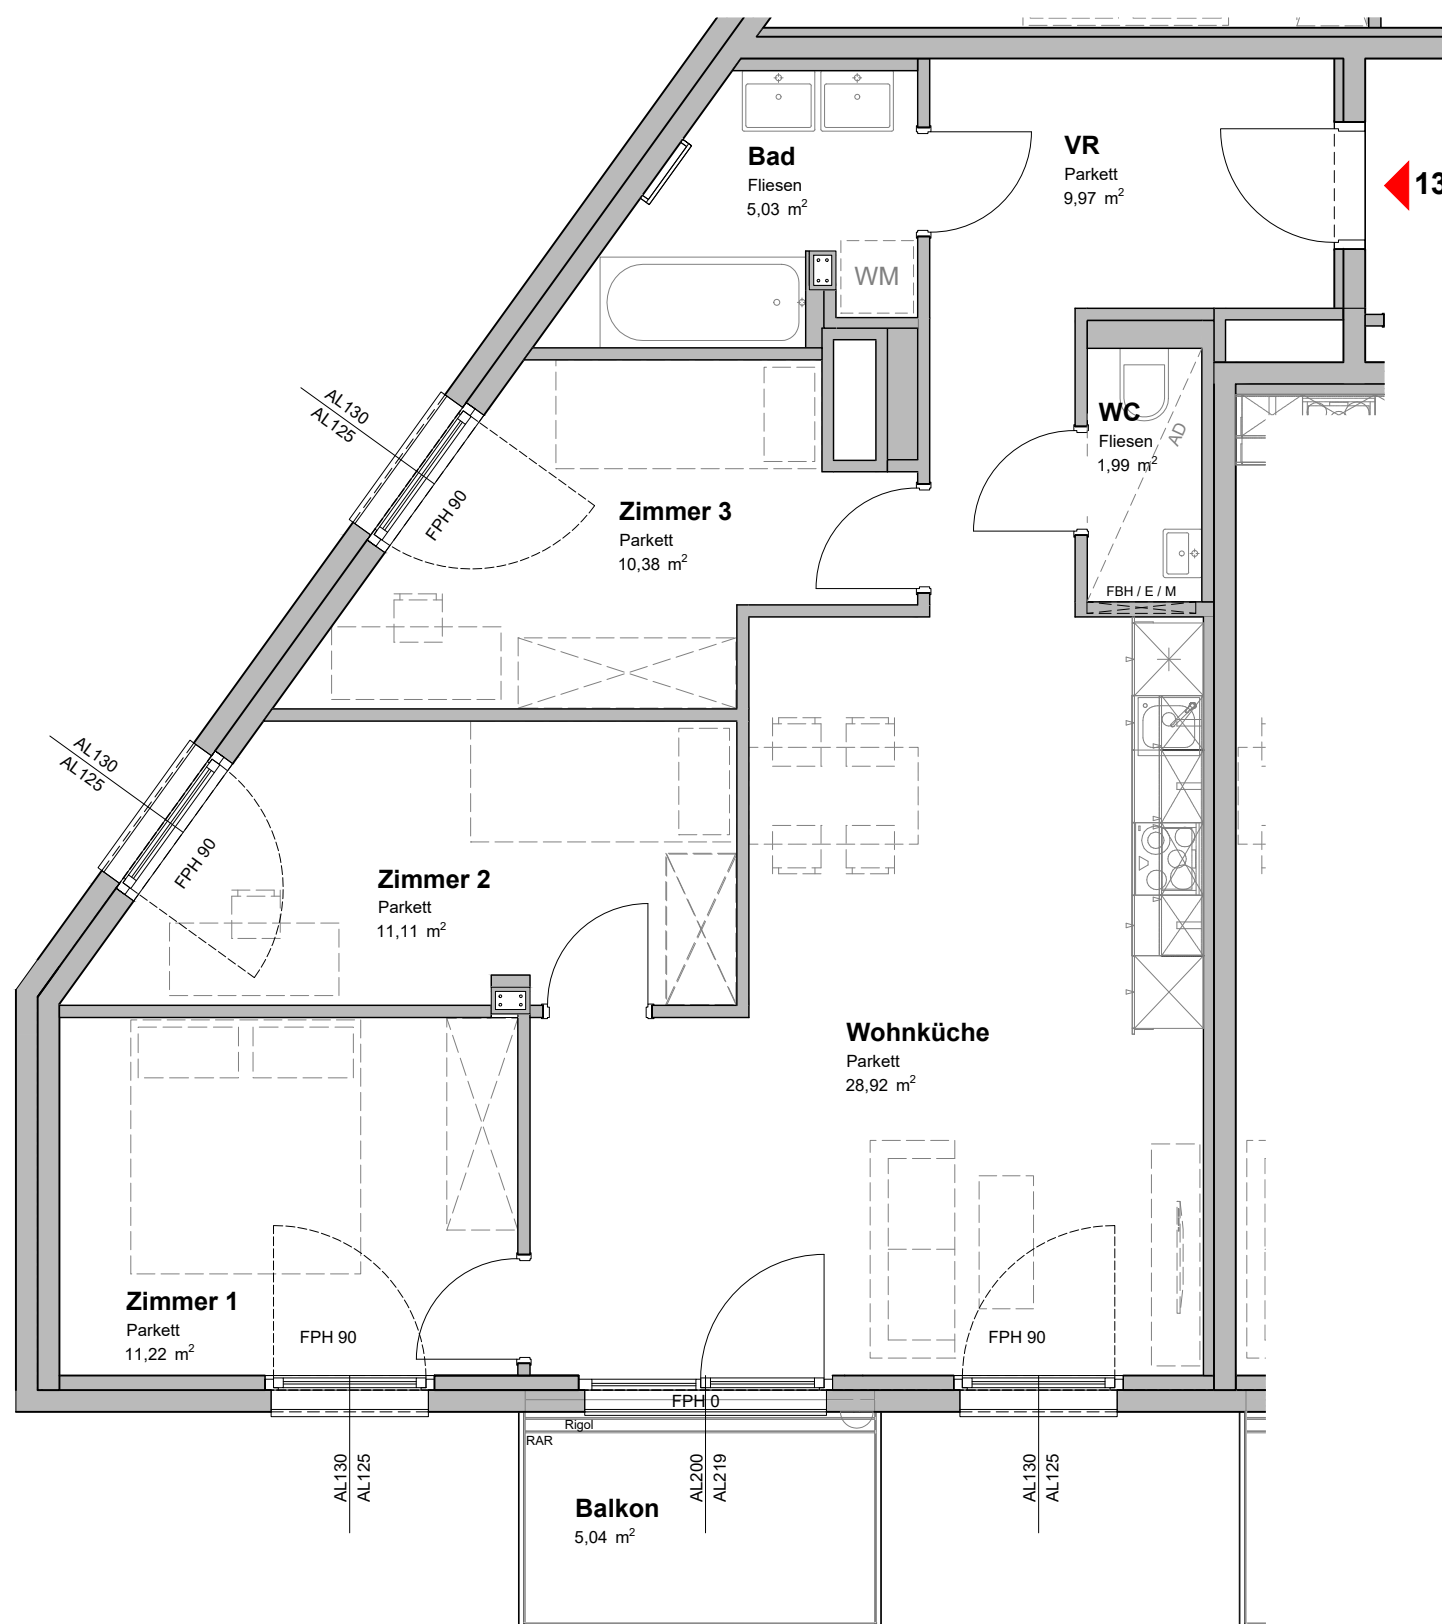 Bad
Fliesen
5,03 m²
VR
Parkett
9,97 m²
13
WM
AL130
AL125
FPH 90
Zimmer 3
Parkett
10,38 m²
WC
Fliesen
1,99 m²
AD
FBH / E / M
AL130
AL125
FPH 90
Zimmer 2
Parkett
11,11 m²
Wohnküche
Parkett
28,92 m²
Zimmer 1
Parkett
11,22 m²
FPH 90
FPH 90
FPH 0
Rigol
RAR
AL130
AL125
AL200
AL219
AL130
AL125
Balkon
5,04 m²